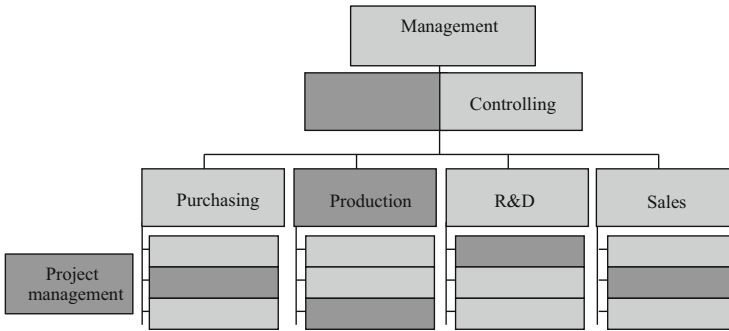 Management
Controlling
Purchasing
Production
R&D
Sales
Project
management